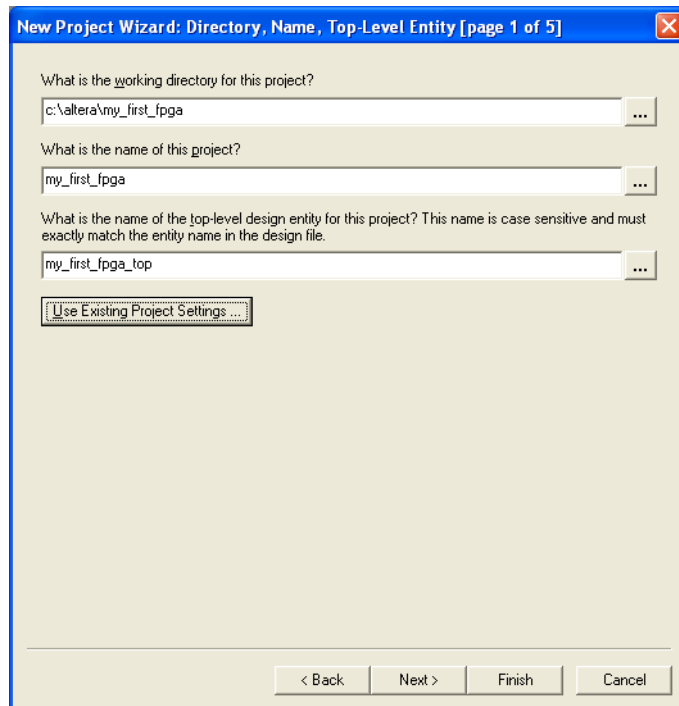 New Project Wizard: Directory, Name, Top-Level Entity [page 1 of 5]
What is the working directory for this project?
c:\altera\my_first_fpga
...
What is the name of this project?
my_first_fpga
...
What is the name of the top-level design entity for this project? This name is case sensitive and must
exactly match the entity name in the design file.
my_first_fpga_top
...
Use Existing Project Settings ...
< Back
Next >
Finish
Cancel